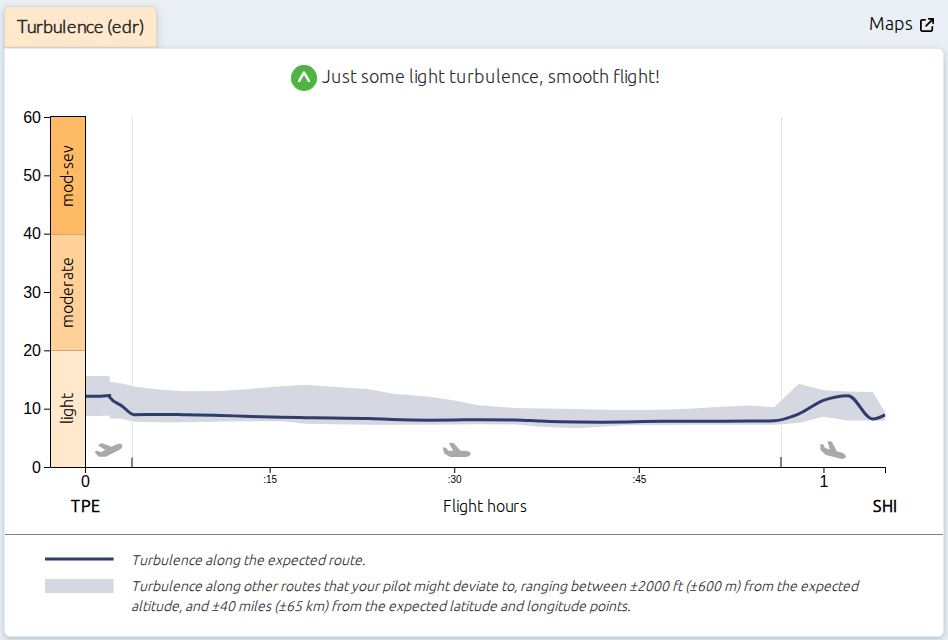 Turbulence (edr)
Maps
Just some light turbulence, smooth flight!
60
50
40
30
20
10
0
mod-sev
moderate
light
0
:15
:30
:45
1
TPE
Flight hours
SHI
Turbulence along the expected route.
Turbulence along other routes that your pilot might deviate to, ranging between ±2000 ft (±600 m) from the expected
altitude, and ±40 miles (±65 km) from the expected latitude and longitude points.